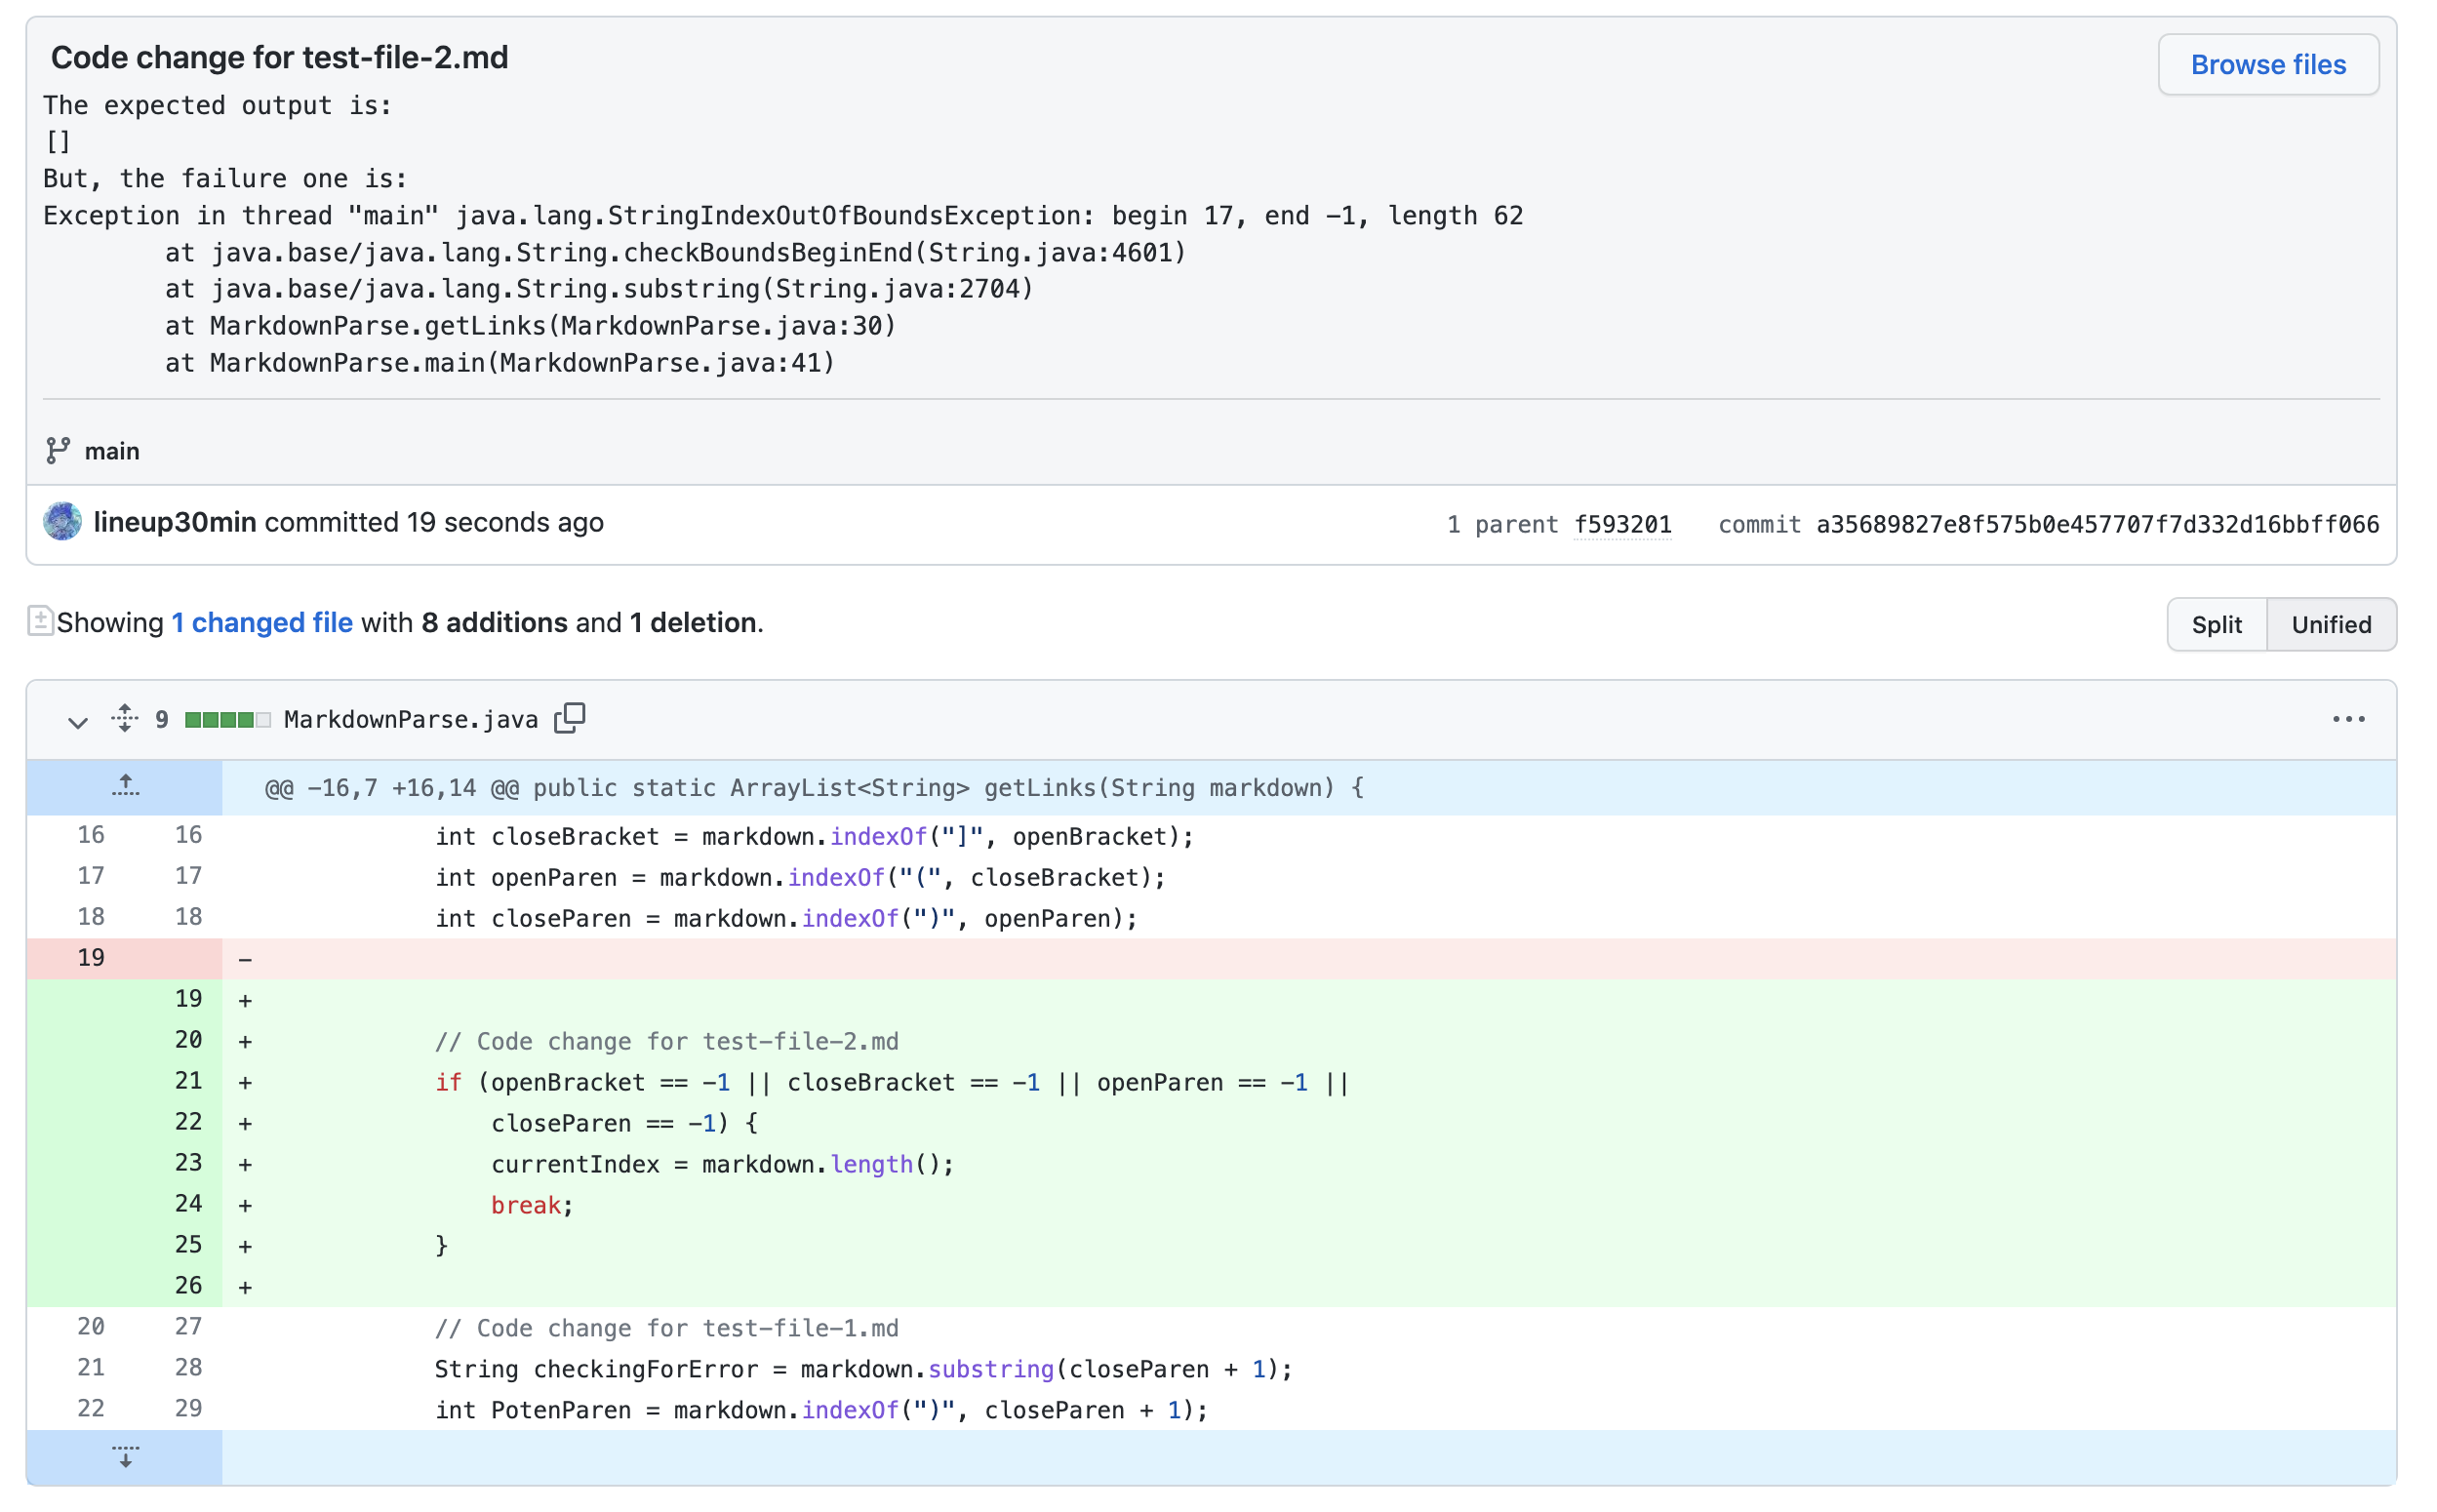 Code change for test-file-2.md
Browse files
The expected output is:
[]
But, the failure one is:
Exception in thread "main" java.lang.StringIndexOutOfBoundsException: begin 17, end -1, length 62
        at java.base/java.lang.String.checkBoundsBeginEnd(String.java:4601)
        at java.base/java.lang.String.substring(String.java:2704)
        at MarkdownParse.getLinks(MarkdownParse.java:30)
        at MarkdownParse.main(MarkdownParse.java:41)
main
lineup30min committed 19 seconds ago 1 parent f593201 commit a35689827e8f575b0e457707f7d332d16bbff066
Showing 1 changed file with 8 additions and 1 deletion. Split Unified
9 MarkdownParse.java
@@ -16,7 +16,14 @@ public static ArrayList<String> getLinks(String markdown) {
16 16 int closeBracket = markdown.indexOf("]", openBracket);
17 17 int openParen = markdown.indexOf("(", closeBracket);
18 18 int closeParen = markdown.indexOf(")", openParen);
19 -
19 +
20 + // Code change for test-file-2.md
21 + if (openBracket == -1 || closeBracket == -1 || openParen == -1 ||
22 + closeParen == -1) {
23 + currentIndex = markdown.length();
24 + break;
25 + }
26 +
20 27 // Code change for test-file-1.md
21 28 String checkingForError = markdown.substring(closeParen + 1);
22 29 int PotenParen = markdown.indexOf(")", closeParen + 1);